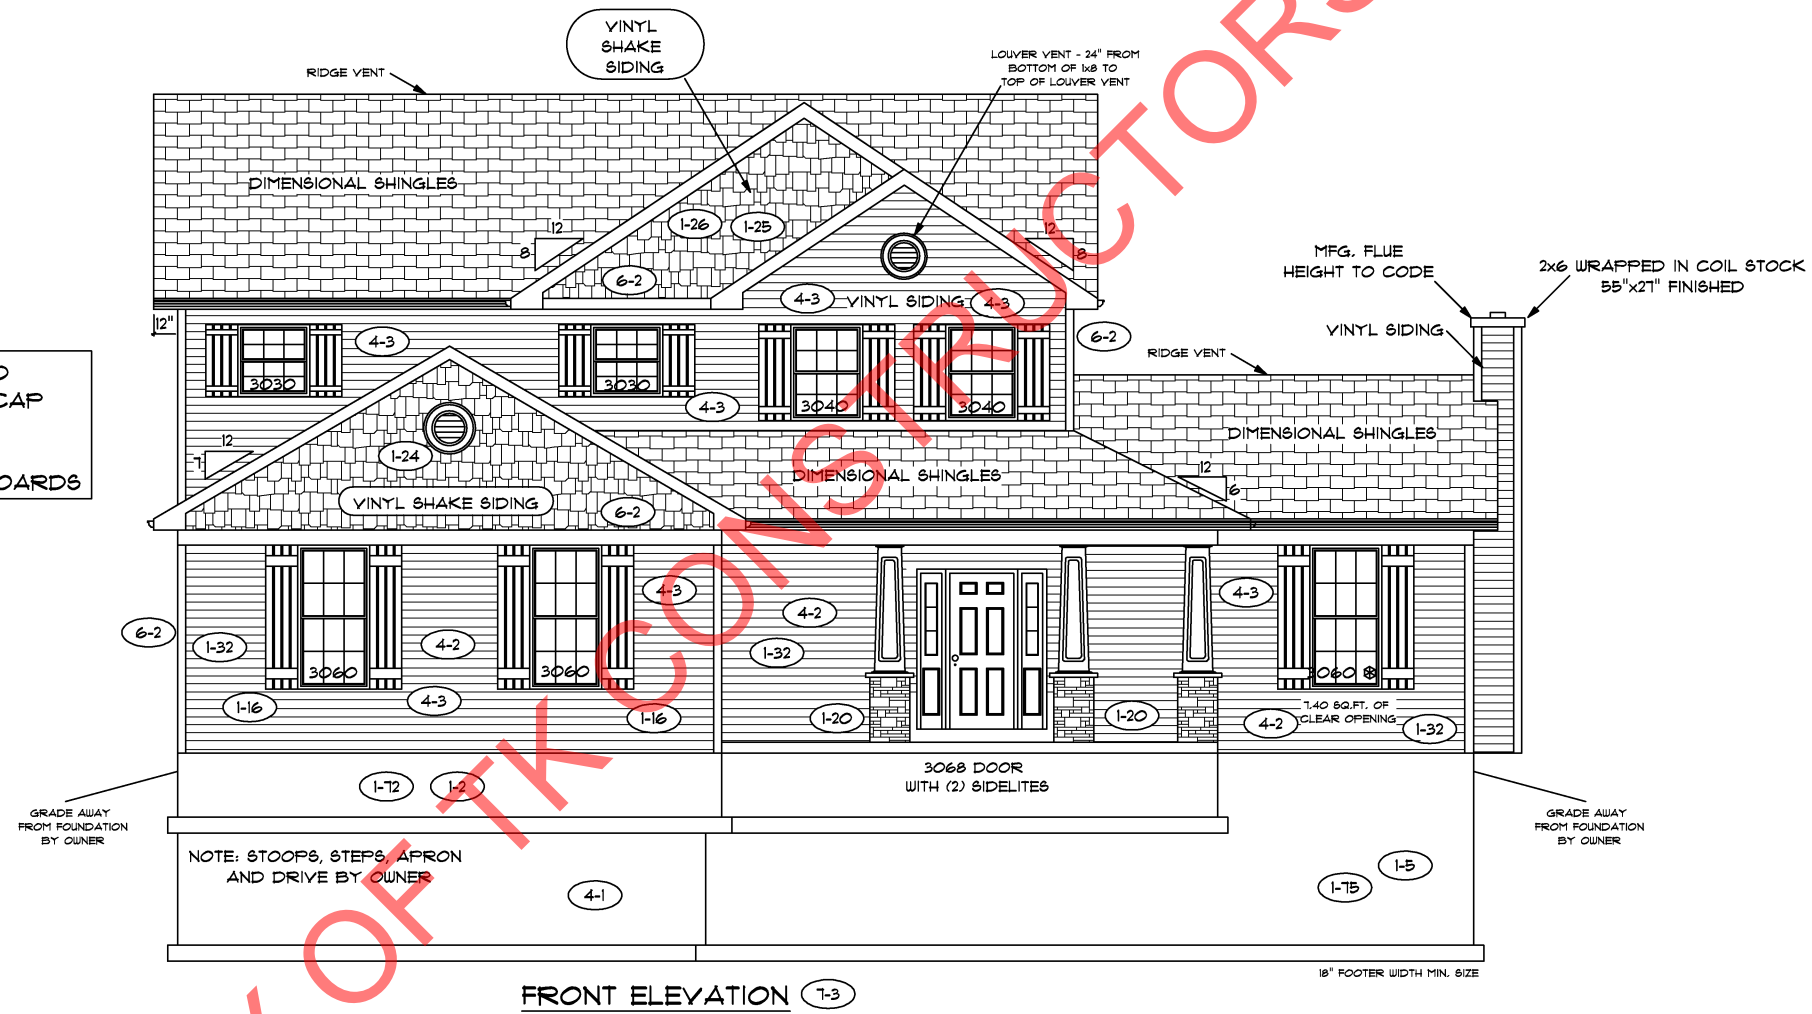 VINYL
SHAKE
SIDING
RIDGE VENT
LOUVER VENT - 24" FROM
BOTTOM OF 1x8 TO
TOP OF LOUVER VENT
DIMENSIONAL SHINGLES
12
8
1-26
1-25
6-2
12
8
4-3
VINYL SIDING
4-3
MFG. FLUE
HEIGHT TO CODE
2x6 WRAPPED IN COIL STOCK
55"x27" FINISHED
VINYL SIDING
12"
4-3
6-2
RIDGE VENT
3030
3030
3040
3040
4-3
CAP
OARDS
12
7
1-24
DIMENSIONAL SHINGLES
DIMENSIONAL SHINGLES
12
6
VINYL SHAKE SIDING
6-2
6-2
1-32
3060
4-2
3060
4-3
4-2
1-32
4-3
3060 *
1-16
4-3
1-16
1-20
1-20
7.40 SQ.FT. OF
CLEAR OPENING
4-2
1-32
3068 DOOR
WITH (2) SIDELITES
1-72
1-2
GRADE AWAY
FROM FOUNDATION
BY OWNER
GRADE AWAY
FROM FOUNDATION
BY OWNER
NOTE: STOOPS, STEPS, APRON
AND DRIVE BY OWNER
4-1
1-75
1-5
18" FOOTER WIDTH MIN. SIZE
FRONT ELEVATION
7-3
OF TK CONSTRUCTORS